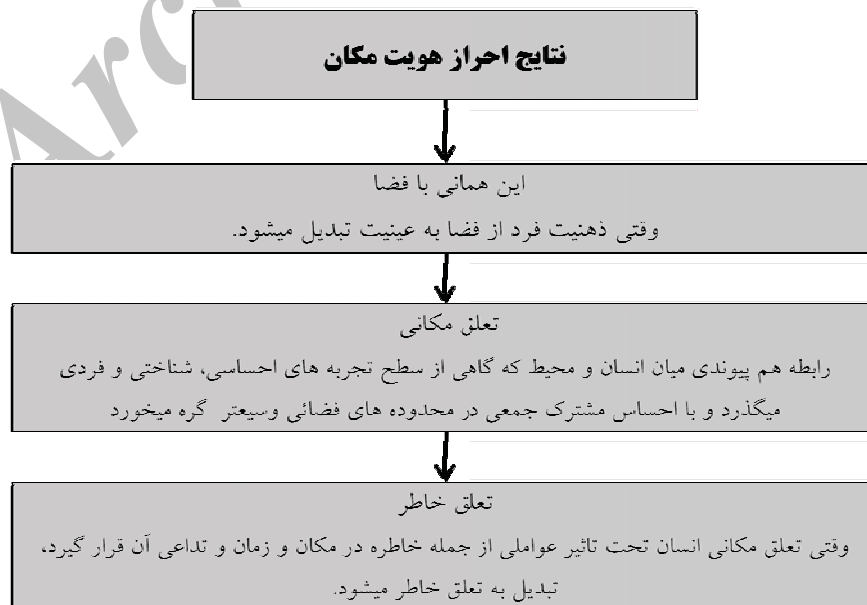 Arc
نتایج احراز هویت مکان
این همانی با فضا
وقتی ذهنیت فرد از فضا به عینیت تبدیل میشود.
تعلق مکانی
رابطه هم پیوندی میان انسان و محیط که گاهی از سطح تجربه های احساسی، شناختی و فردی
میگذرد و با احساس مشترک جمعی در محدوده های فضائی وسیعتر گره میخورد
تعلق خاطر
وقتی تعلق مکانی انسان تحت تاثیر عواملی از جمله خاطره در مکان و زمان و تداعی آن قرار گیرد،
تبدیل به تعلق خاطر میشود.